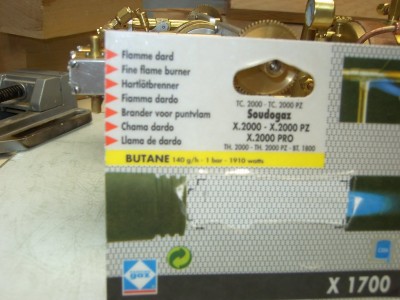 Flamme dard
Fine flame burner
Hartlötbrenner
Fiamma dardo
Brander voor puntvlam
Chama dardo
Llama de dardo
TC. 2000 - TC. 2000 PZ
Soudogaz
X.2000 - X.2000 PZ
X.2000 PRO
TH. 2000 - TH. 2000 PZ - BT. 1800
BUTANE 140 g/h - 1 bar - 1910 watts
gaz
X 1700